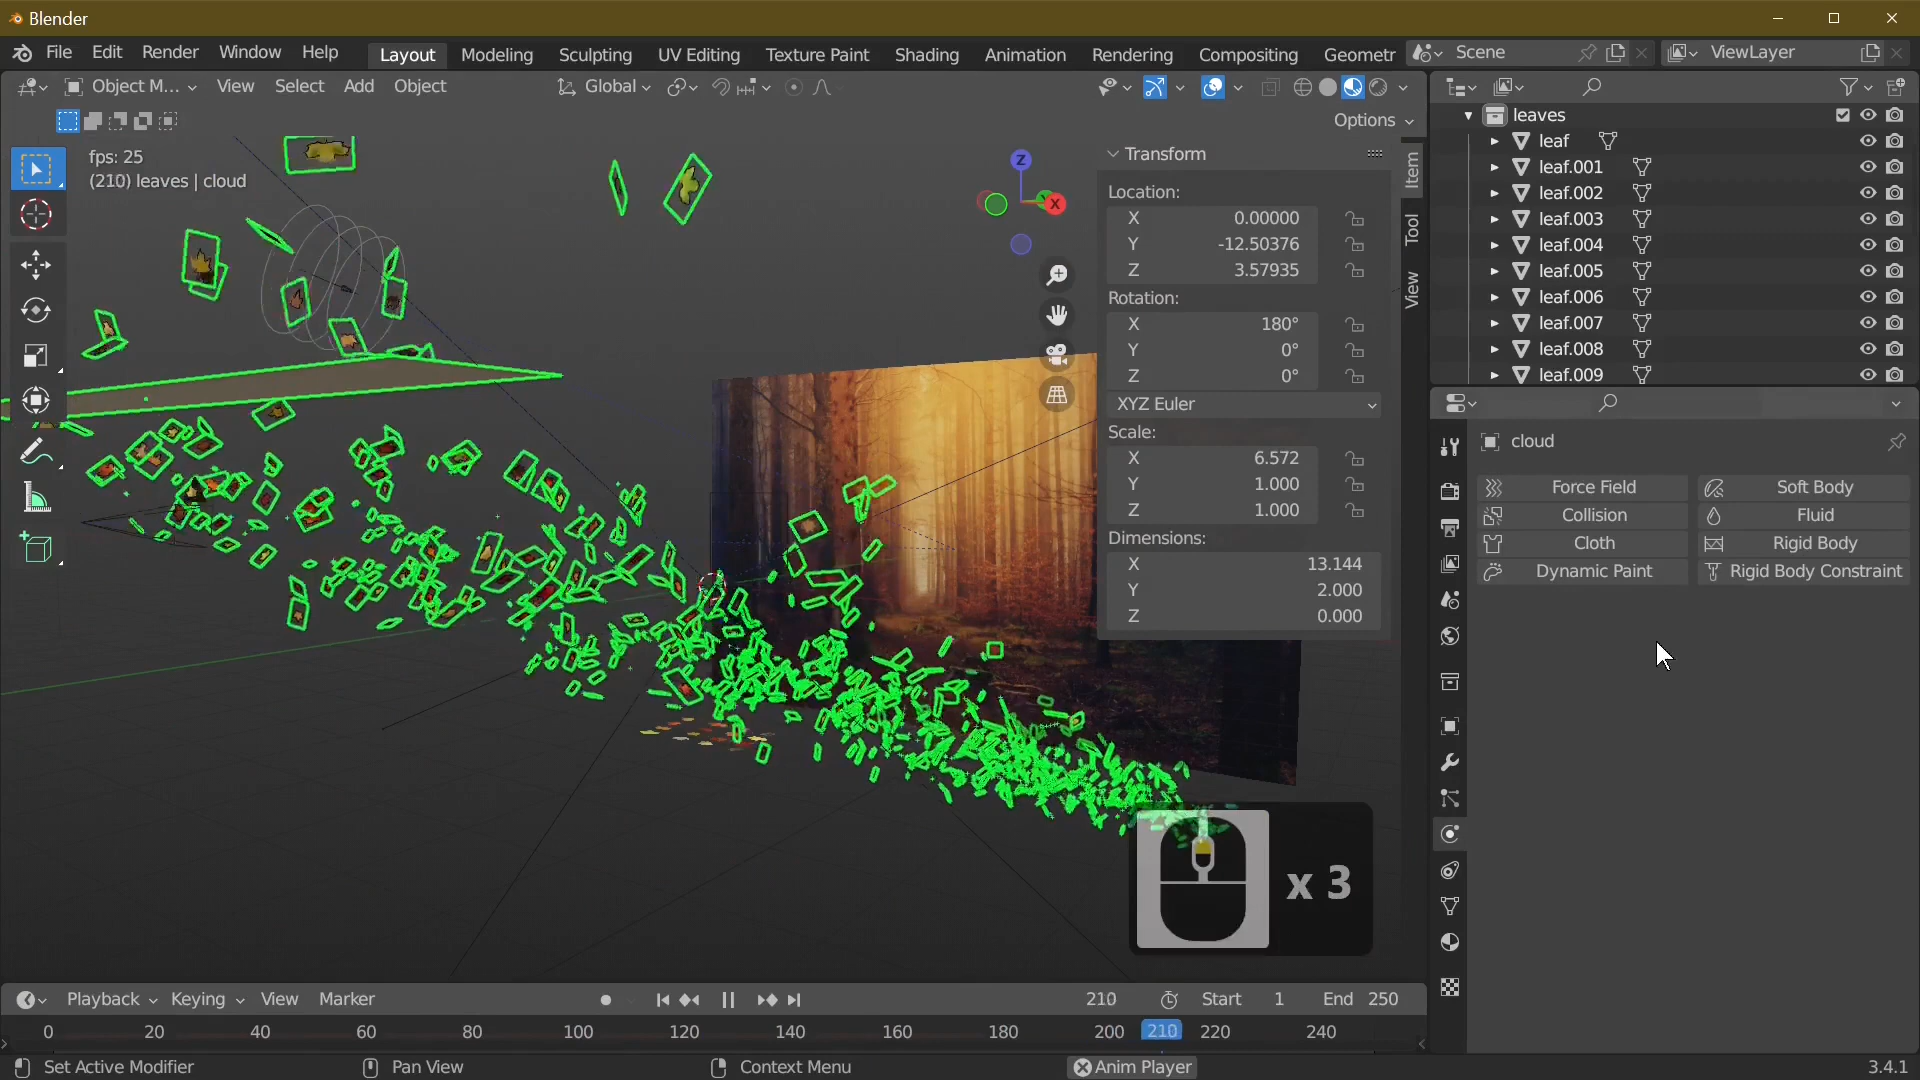 Blender
File Edit Render Window Help Layout Modeling Sculpting UV Editing Texture Paint Shading Animation Rendering Compositing Geometr Scene ViewLayer
Object M... View Select Add Object Global
Options
fps: 25
(210) leaves | cloud
Z
X
Transform
Location:
X 0.00000
Y -12.50376
Z 3.57935
Rotation:
X 180°
Y 0°
Z 0°
XYZ Euler
Scale:
X 6.572
Y 1.000
Z 1.000
Dimensions:
X 13.144
Y 2.000
Z 0.000
Item
Tool
View
leaves
leaf
leaf.001
leaf.002
leaf.003
leaf.004
leaf.005
leaf.006
leaf.007
leaf.008
leaf.009
cloud
Force Field Soft Body
Collision Fluid
Cloth Rigid Body
Dynamic Paint Rigid Body Constraint
x 3
Playback Keying View Marker 210 Start 1 End 250
0 20 40 60 80 100 120 140 160 180 200 210 220 240
Set Active Modifier Pan View Context Menu Anim Player 3.4.1